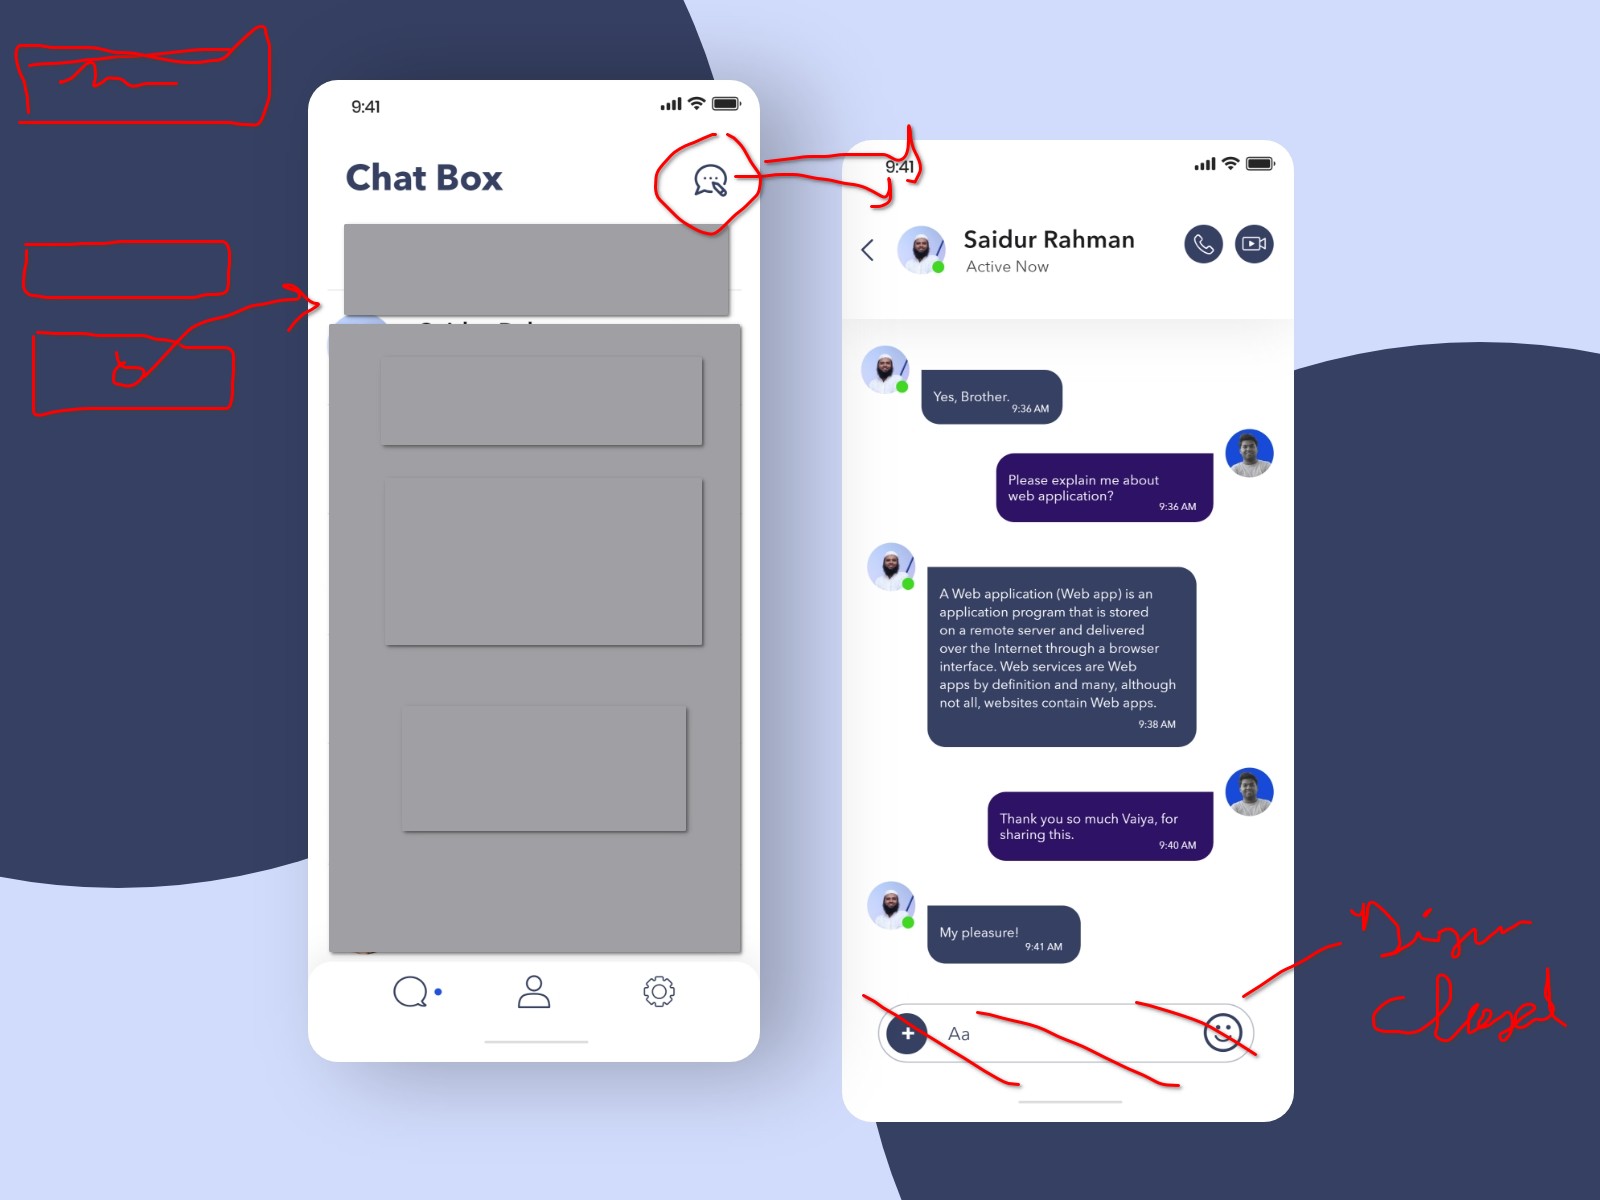 9:41
Chat Box
9:41
Saidur Rahman
Active Now
Yes, Brother.
9:36 AM
Please explain me about
web application?
9:36 AM
A Web application (Web app) is an
application program that is stored
on a remote server and delivered
over the Internet through a browser
interface. Web services are Web
apps by definition and many, although
not all, websites contain Web apps.
9:38 AM
Thank you so much Vaiya, for
sharing this.
9:40 AM
My pleasure!
9:41 AM
Aa
Closed